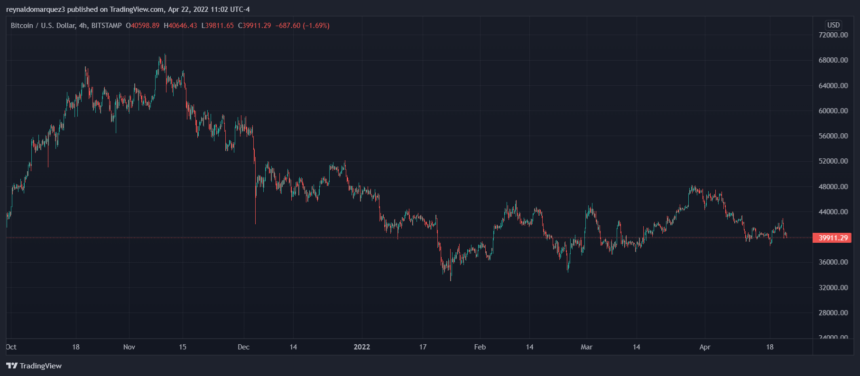 reynaldomarquez3 published on TradingView.com, Apr 22, 2022 11:02 UTC-4
Bitcoin / U.S. Dollar, 4h, BITSTAMP O40598.89 H40646.43 L39811.65 C39911.29 -687.60 (-1.69%)
USD
72000.00
68000.00
64000.00
60000.00
56000.00
52000.00
48000.00
44000.00
39911.29
36000.00
32000.00
28000.00
24000.00
Oct 18 Nov 15 Dec 14 2022 17 Feb 14 Mar 14 Apr 18
TradingView